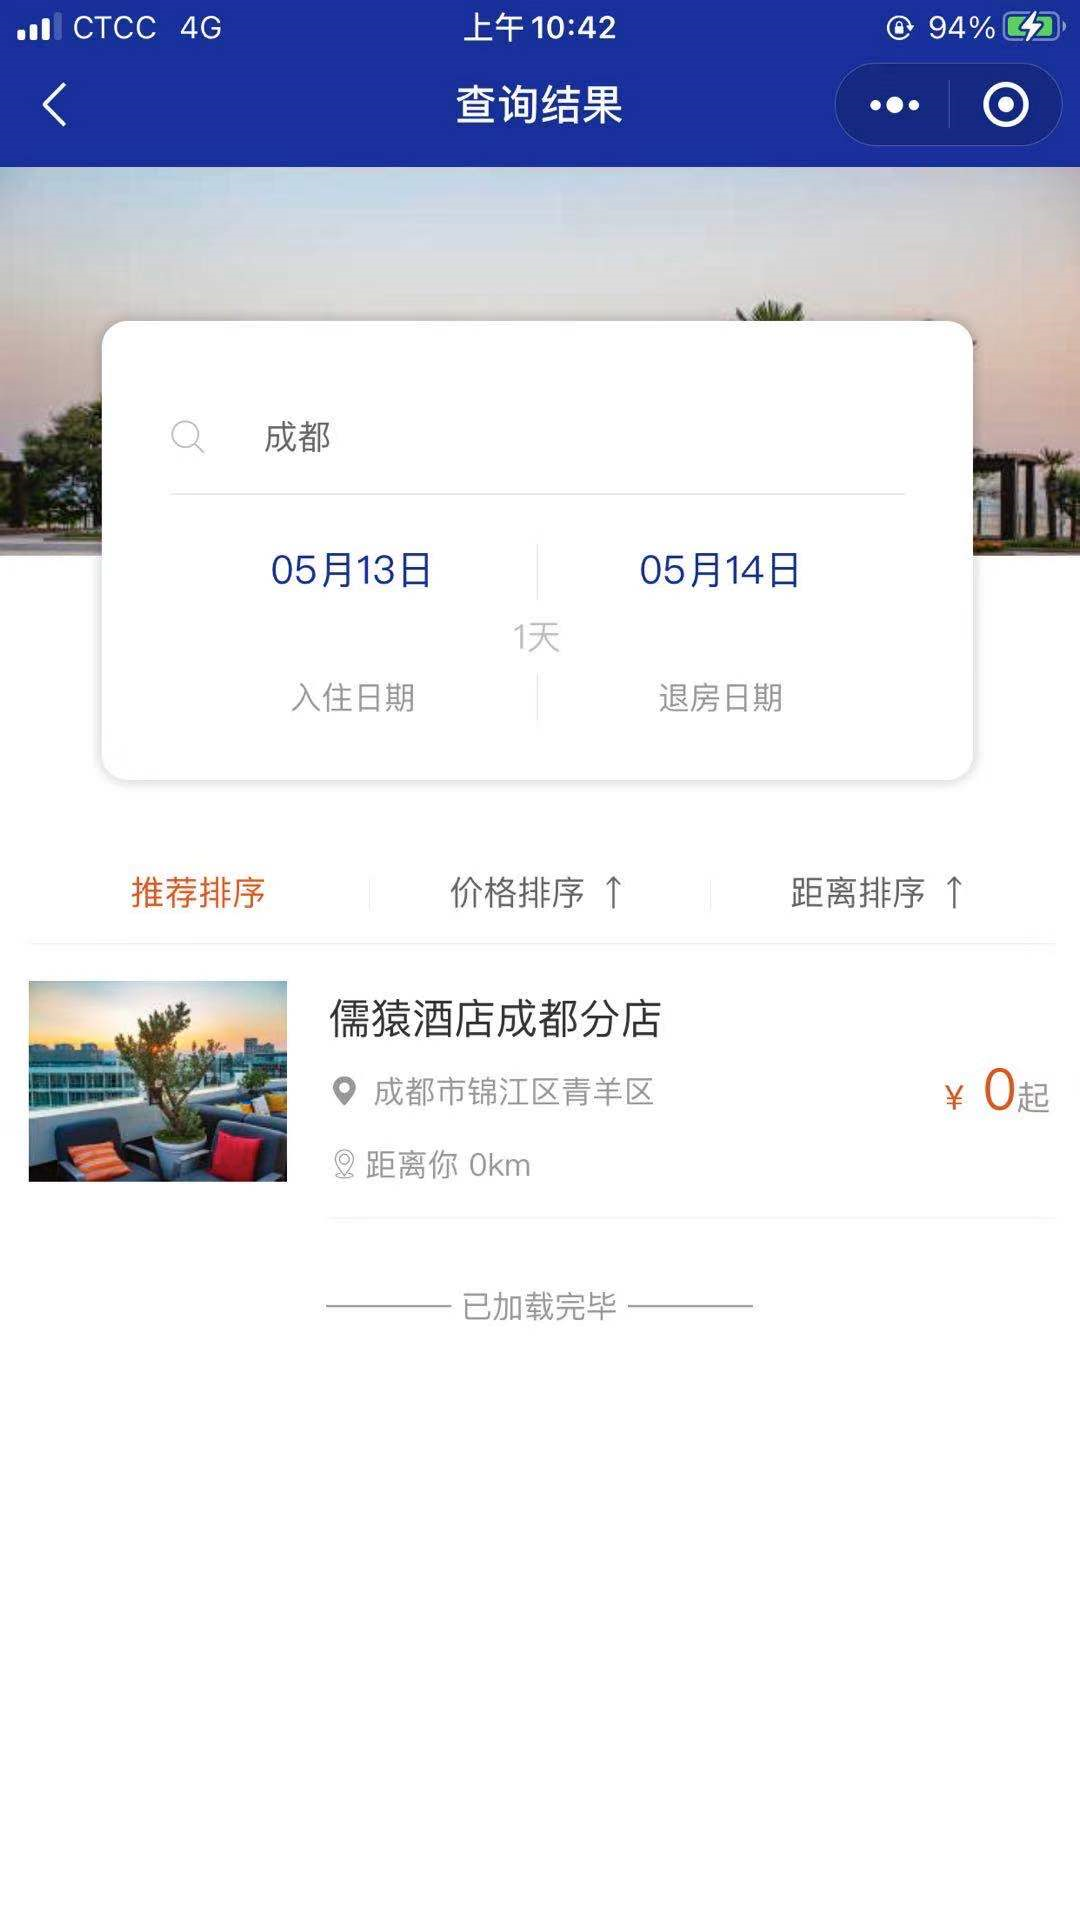 CTCC 4G 上午10:42 94%
查询结果
成都
05月13日 05月14日
1天
入住日期 退房日期
推荐排序 价格排序 ↑ 距离排序 ↑
儒猿酒店成都分店
成都市锦江区青羊区
¥ 0起
距离你 0km
已加载完毕